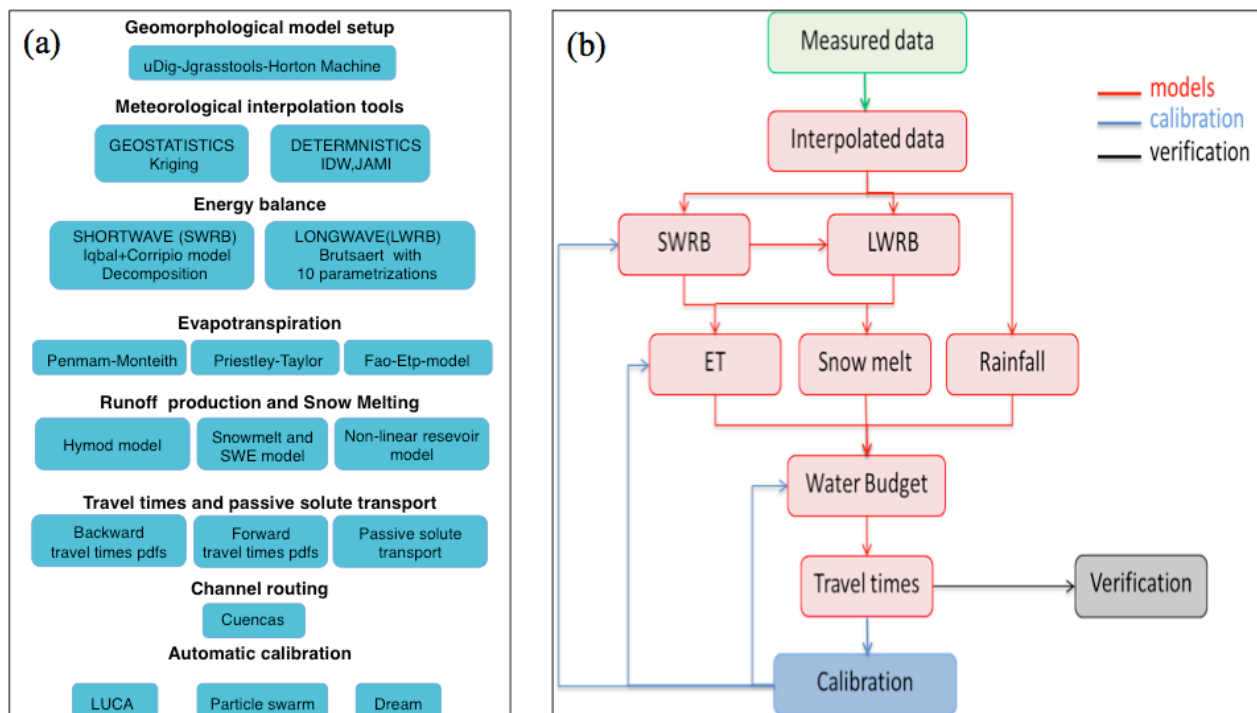 (a)
Geomorphological model setup
uDig-Jgrasstools-Horton Machine
Meteorological interpolation tools
GEOSTATISTICS
Kriging
DETERMNISTICS
IDW,JAMI
Energy balance
SHORTWAVE (SWRB)
Iqbal+Corripio model
Decomposition
LONGWAVE(LWRB)
Brutsaert with
10 parametrizations
Evapotranspiration
Penmam-Monteith
Priestley-Taylor
Fao-Etp-model
Runoff production and Snow Melting
Hymod model
Snowmelt and
SWE model
Non-linear resevoir
model
Travel times and passive solute transport
Backward
travel times pdfs
Forward
travel times pdfs
Passive solute
transport
Channel routing
Cuencas
Automatic calibration
LUCA
Particle swarm
Dream
(b)
Measured data
models
calibration
verification
Interpolated data
SWRB
LWRB
ET
Snow melt
Rainfall
Water Budget
Travel times
Verification
Calibration